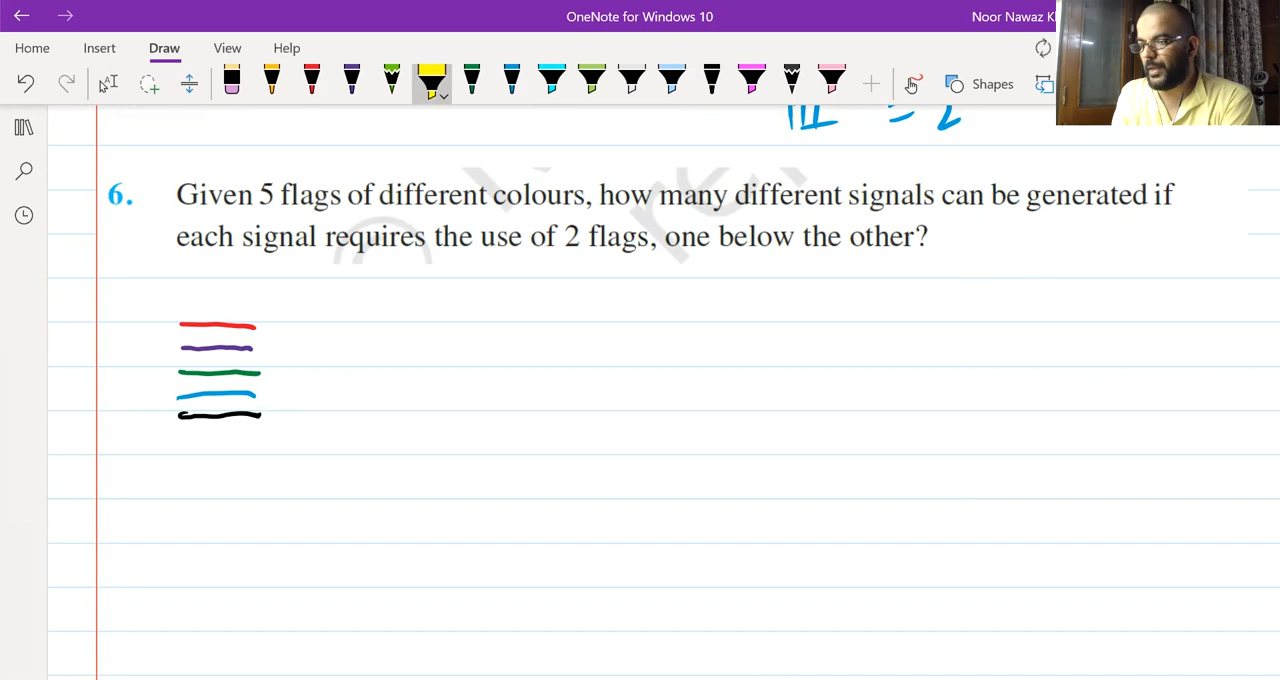 OneNote for Windows 10
Noor Nawaz K
Home Insert Draw View Help
Shapes
= 2
6. Given 5 flags of different colours, how many different signals can be generated if
each signal requires the use of 2 flags, one below the other?